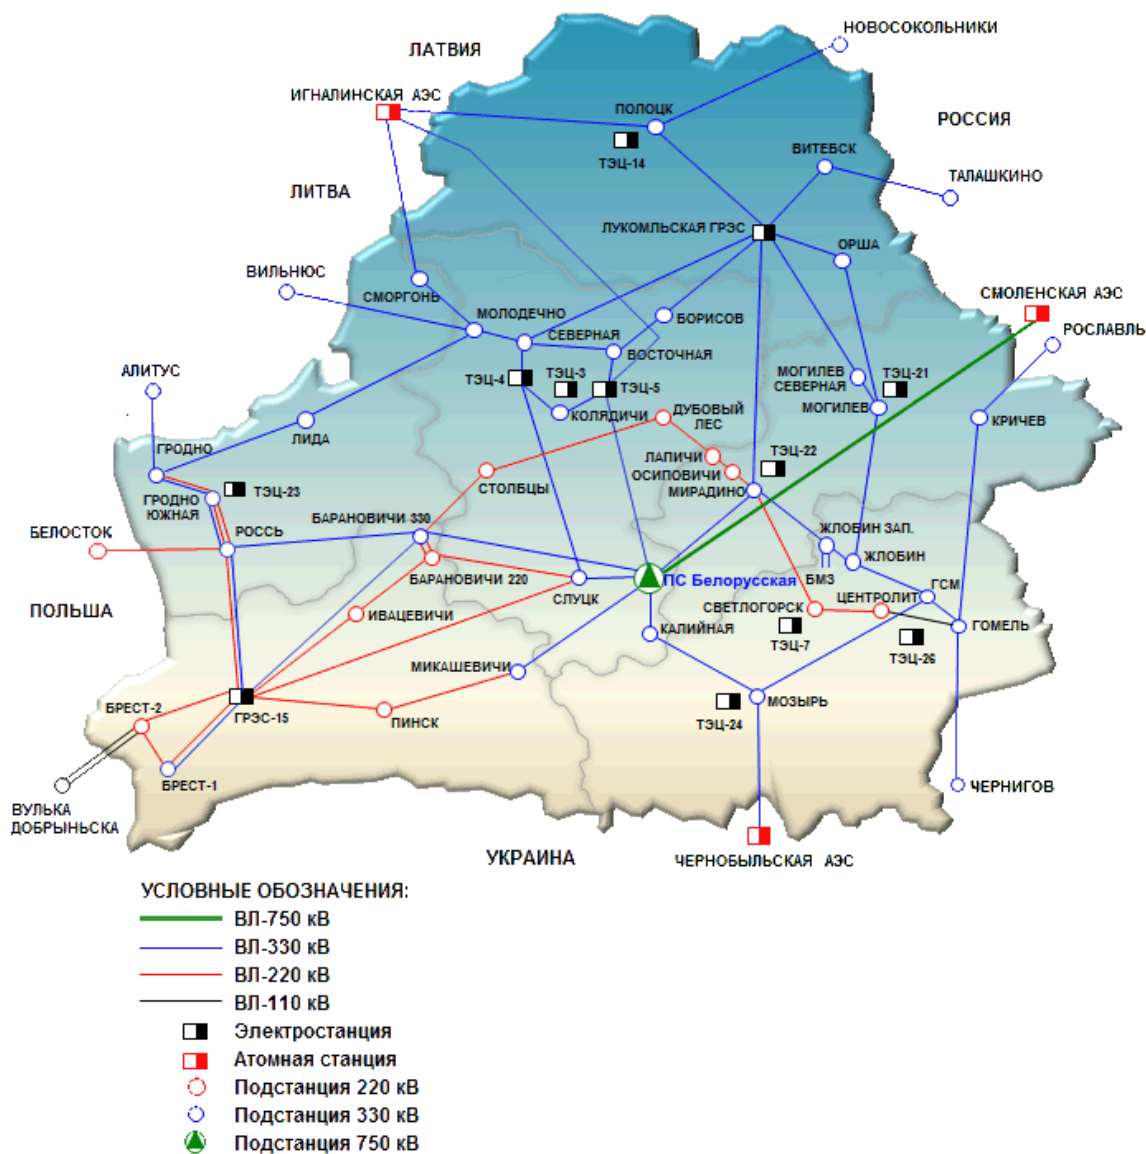 НОВОСОКОЛЬНИКИ
ЛАТВИЯ
ИГНАЛИНСКАЯ АЭС
ПОЛОЦК
РОССИЯ
ТЭЦ-14
ВИТЕБСК
ТАЛАШКИНО
ЛИТВА
ЛУКОМЛЬСКАЯ ГРЭС
ОРША
ВИЛЬНЮС
СМОРГОНЬ
СМОЛЕНСКАЯ АЭС
МОЛОДЕЧНО
БОРИСОВ
РОСЛАВЛЬ
СЕВЕРНАЯ
ВОСТОЧНАЯ
АЛИТУС
ТЭЦ-4
ТЭЦ-3
ТЭЦ-5
МОГИЛЕВ
СЕВЕРНАЯ
ТЭЦ-21
МОГИЛЕВ
КОЛЯДИЧИ
ДУБОВЫЙ
ЛЕС
КРИЧЕВ
ЛИДА
ГРОДНО
ЛАПИЧИ
ТЭЦ-22
ОСИПОВИЧИ
МИРАДИНО
СТОЛБЦЫ
ТЭЦ-23
ГРОДНО
ЮЖНАЯ
БАРАНОВИЧИ 330
ЖЛОБИН ЗАП.
БЕЛОСТОК
РОССЬ
ЖЛОБИН
БАРАНОВИЧИ 220
ПС Белорусская
БМЗ
ГСМ
СЛУЦК
ЦЕНТРОЛИТ
ПОЛЬША
ИВАЦЕВИЧИ
СВЕТЛОГОРСК
ГОМЕЛЬ
КАЛИЙНАЯ
ТЭЦ-7
ТЭЦ-26
МИКАШЕВИЧИ
МОЗЫРЬ
БРЕСТ-2
ГРЭС-15
ПИНСК
ТЭЦ-24
БРЕСТ-1
ЧЕРНИГОВ
ВУЛЬКА
ДОБРЫНЬСКА
УКРАИНА
ЧЕРНОБЫЛЬСКАЯ АЭС
УСЛОВНЫЕ ОБОЗНАЧЕНИЯ:
ВЛ-750 кВ
ВЛ-330 кВ
ВЛ-220 кВ
ВЛ-110 кВ
Электростанция
Атомная станция
Подстанция 220 кВ
Подстанция 330 кВ
Подстанция 750 кВ